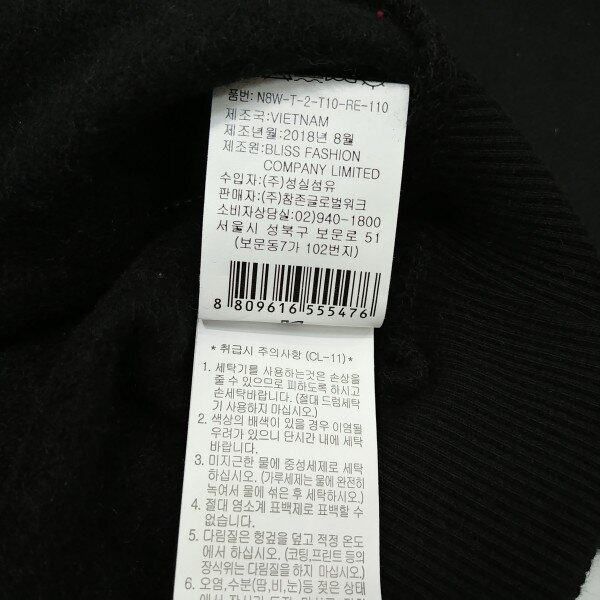 품번: N8W-T-2-T10-RE-110
제조국:VIETNAM
제조년월:2018년 8월
제조원:BLISS FASHION
COMPANY LIMITED
수입자:(주)성실섬유
판매자:(주)창존글로벌워크
소비자상담실:02)940-1800
서울시 성북구 보문로 51
(보문동7가 102번지)
8 809616 555476
* 취급시 주의사항 (CL-11) *
1. 세탁기를 사용하는것은 손상을
줄 수 있으므로 피하도록 하시고
손세탁바랍니다. (절대 드럼세탁
기 사용하지 마십시오.)
2. 색상의 배색이 있을 경우 이염될
우려가 있으니 단시간 내에 세탁
바랍니다.
3. 미지근한 물에 중성세제로 세탁
하십시오. (가루세제는 물에 완전히
녹여서 물에 섞은 후 세탁하시오.)
4. 절대 염소계 표백제로 표백할 수
없습니다.
5. 다림질은 헝겊을 덮고 적정 온도
에서 하십시오. (코팅,프린트 등의
장식위는 다림질을 하지 마십시오.)
6. 오염, 수분(땀,비,눈)등 젖은 상태